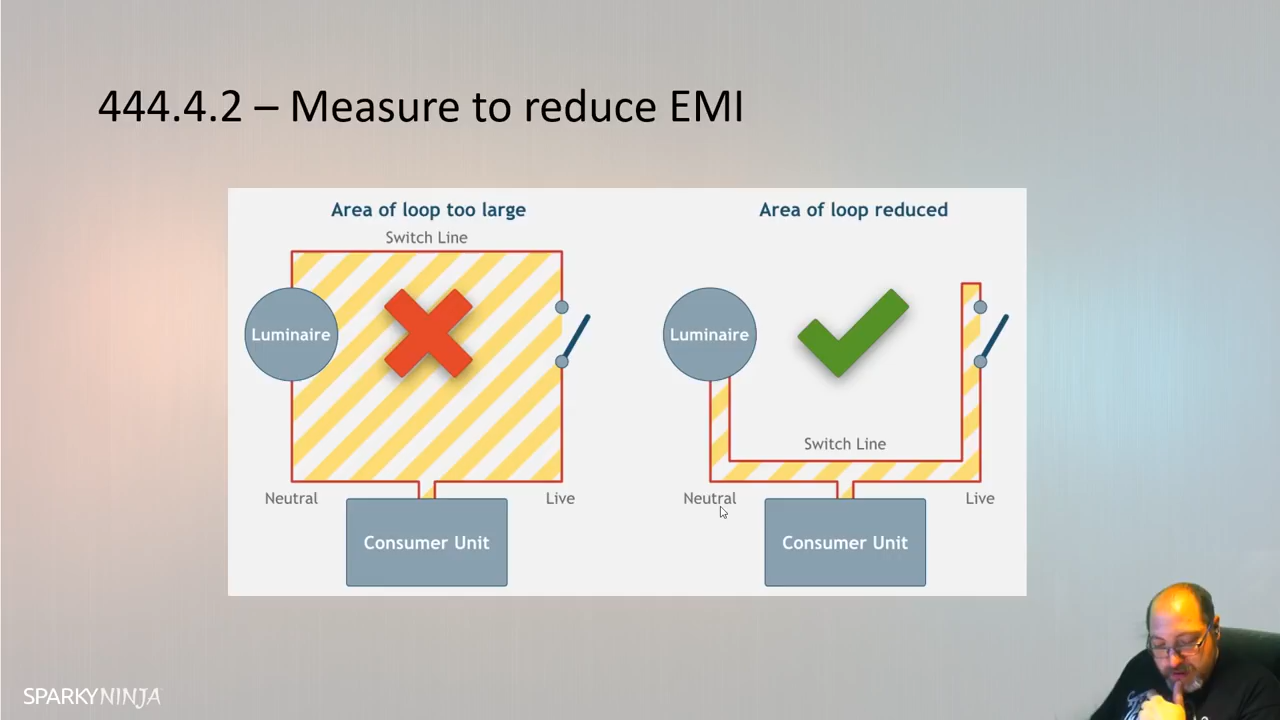 444.4.2 – Measure to reduce EMI
Area of loop too large
Switch Line
Luminaire
Neutral
Live
Consumer Unit
Area of loop reduced
Luminaire
Switch Line
Neutral
Live
Consumer Unit
SPARKYNINJA